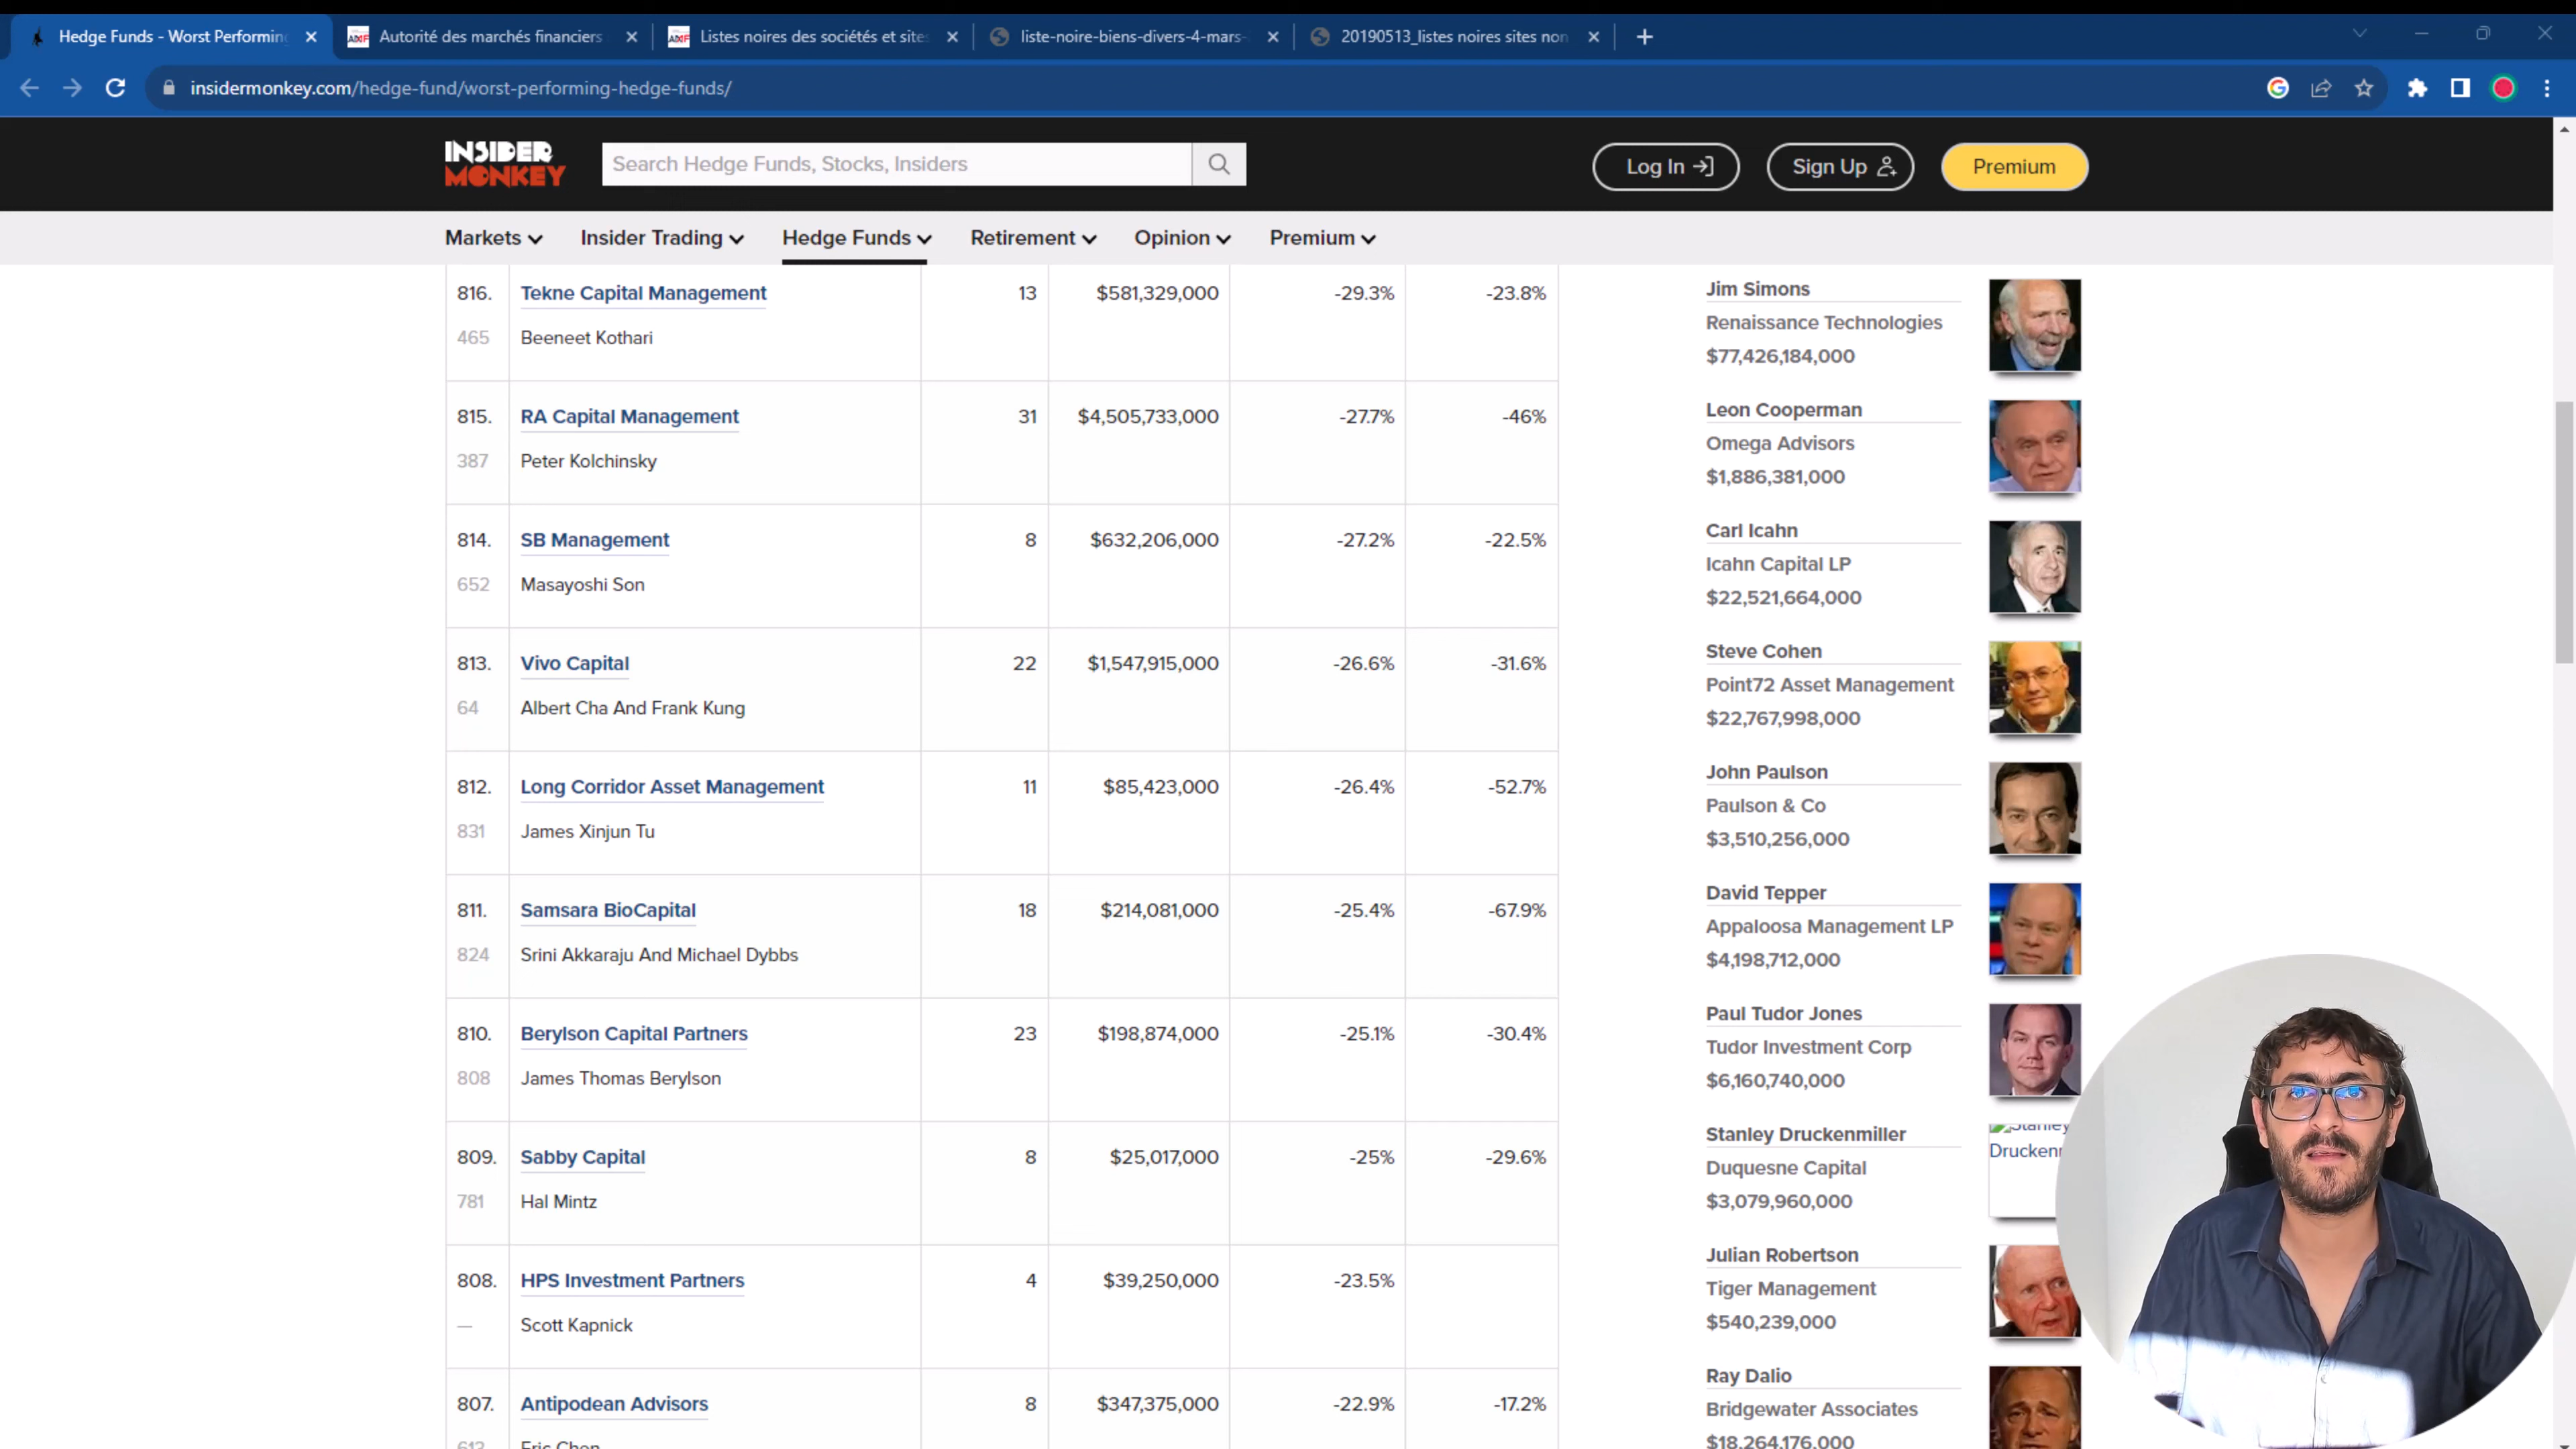 Hedge Funds - Worst Performin
Autorité des marchés financiers
Listes noires des sociétés et sites
liste-noire-biens-divers-4-mars-
20190513_listes noires sites non
insidermonkey.com/hedge-fund/worst-performing-hedge-funds/
INSIDER
MONKEY
Search Hedge Funds, Stocks, Insiders
Log In
Sign Up
Premium
Markets Insider Trading Hedge Funds Retirement Opinion Premium
816. Tekne Capital Management 13 $581,329,000 -29.3% -23.8%
465 Beeneet Kothari
815. RA Capital Management 31 $4,505,733,000 -27.7% -46%
387 Peter Kolchinsky
814. SB Management 8 $632,206,000 -27.2% -22.5%
652 Masayoshi Son
813. Vivo Capital 22 $1,547,915,000 -26.6% -31.6%
64 Albert Cha And Frank Kung
812. Long Corridor Asset Management 11 $85,423,000 -26.4% -52.7%
831 James Xinjun Tu
811. Samsara BioCapital 18 $214,081,000 -25.4% -67.9%
824 Srini Akkaraju And Michael Dybbs
810. Berylson Capital Partners 23 $198,874,000 -25.1% -30.4%
808 James Thomas Berylson
809. Sabby Capital 8 $25,017,000 -25% -29.6%
781 Hal Mintz
808. HPS Investment Partners 4 $39,250,000 -23.5%
— Scott Kapnick
807. Antipodean Advisors 8 $347,375,000 -22.9% -17.2%
613 Eric Chen
Jim Simons
Renaissance Technologies
$77,426,184,000
Leon Cooperman
Omega Advisors
$1,886,381,000
Carl Icahn
Icahn Capital LP
$22,521,664,000
Steve Cohen
Point72 Asset Management
$22,767,998,000
John Paulson
Paulson & Co
$3,510,256,000
David Tepper
Appaloosa Management LP
$4,198,712,000
Paul Tudor Jones
Tudor Investment Corp
$6,160,740,000
Stanley Druckenmiller
Duquesne Capital
$3,079,960,000
Stanley
Drucken
Julian Robertson
Tiger Management
$540,239,000
Ray Dalio
Bridgewater Associates
$18,264,176,000